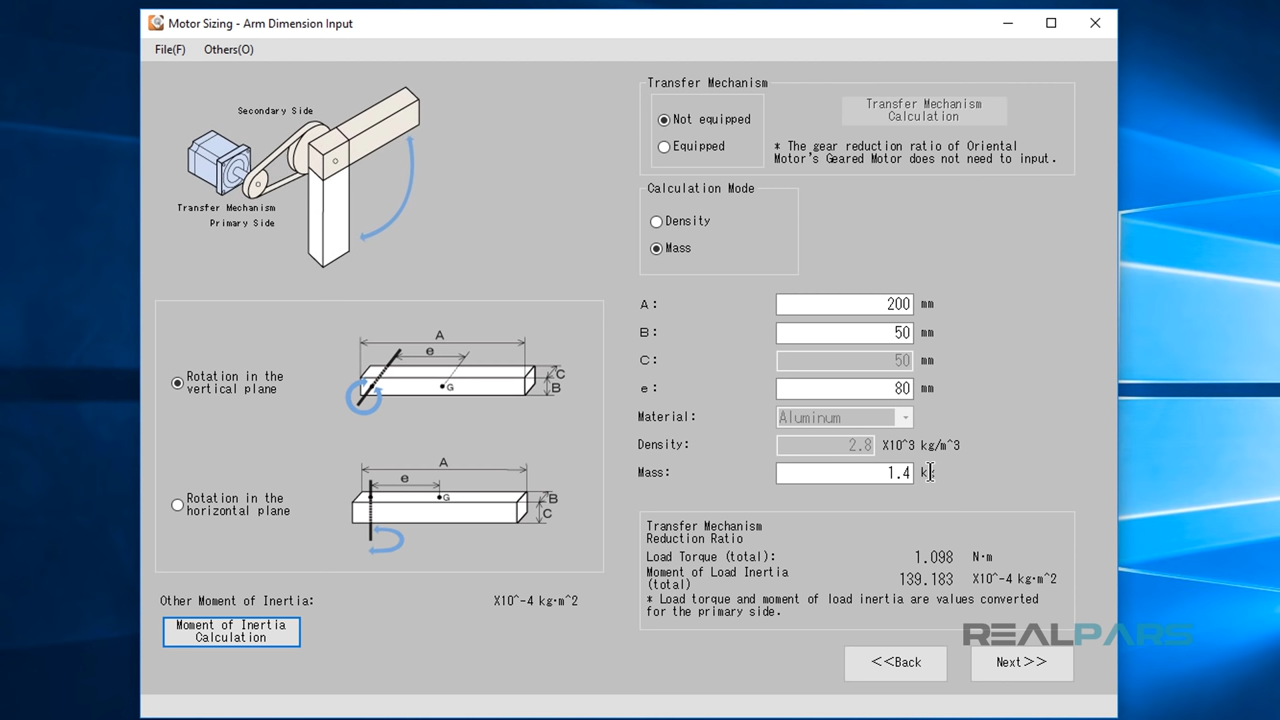 Motor Sizing - Arm Dimension Input
File(F) Others(O)
Secondary Side
Transfer Mechanism
Primary Side
Transfer Mechanism
Not equipped
Equipped
Transfer Mechanism
Calculation
* The gear reduction ratio of Oriental
Motor's Geared Motor does not need to input.
Calculation Mode
Density
Mass
A: 200 mm
B: 50 mm
C: 50 mm
e: 80 mm
Material: Aluminum
Density: 2.8 X10^3 kg/m^3
Mass: 1.4 kg
Rotation in the
vertical plane
A
e
G
C
B
Rotation in the
horizontal plane
A
e
G
B
C
Other Moment of Inertia: X10^-4 kg·m^2
Moment of Inertia
Calculation
Transfer Mechanism
Reduction Ratio
Load Torque (total): 1.098 N·m
Moment of Load Inertia
(total) 139.183 X10^-4 kg·m^2
* Load torque and moment of load inertia are values converted
for the primary side.
REALPARS
<<Back Next>>